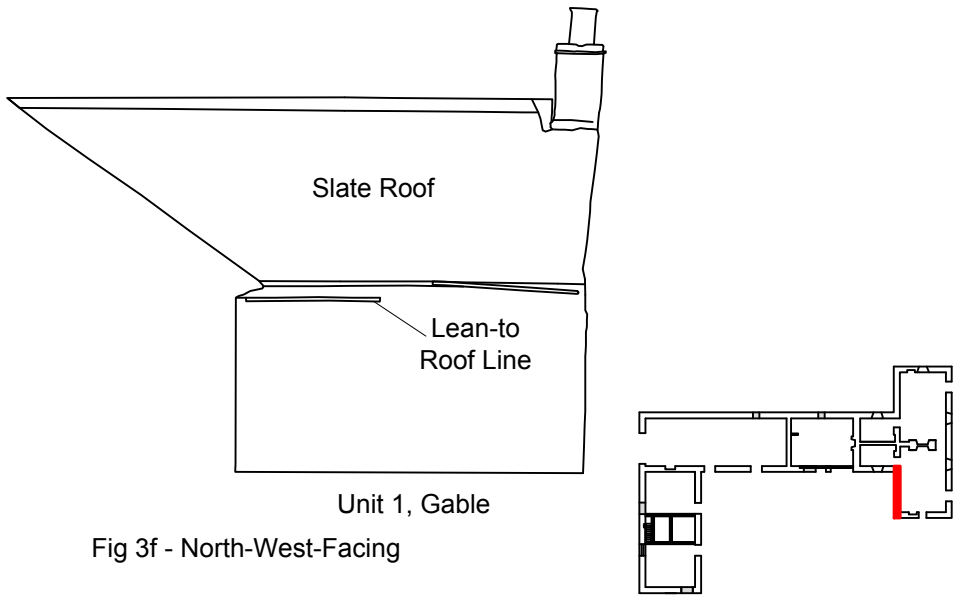 Slate Roof
Lean-to
Roof Line
Unit 1, Gable
Fig 3f - North-West-Facing